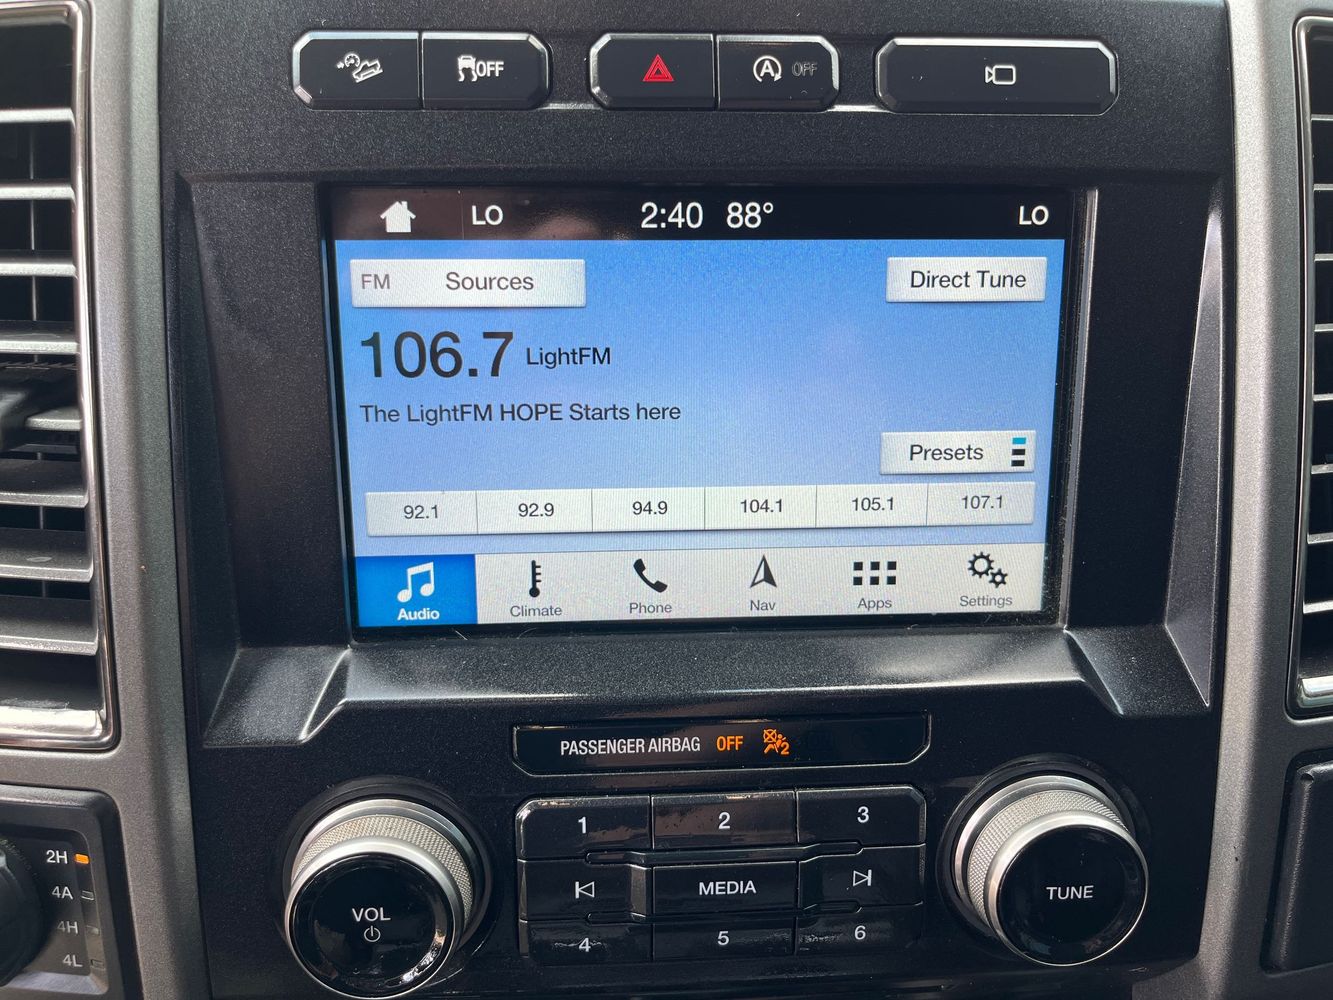 OFF
A OFF
LO 2:40 88° LO
FM Sources Direct Tune
106.7 LightFM
The LightFM HOPE Starts here
Presets
92.1 92.9 94.9 104.1 105.1 107.1
Audio Climate Phone Nav Apps Settings
PASSENGER AIRBAG OFF 2
1 2 3
MEDIA
4 5 6
VOL
TUNE
2H
4A
4H
4L